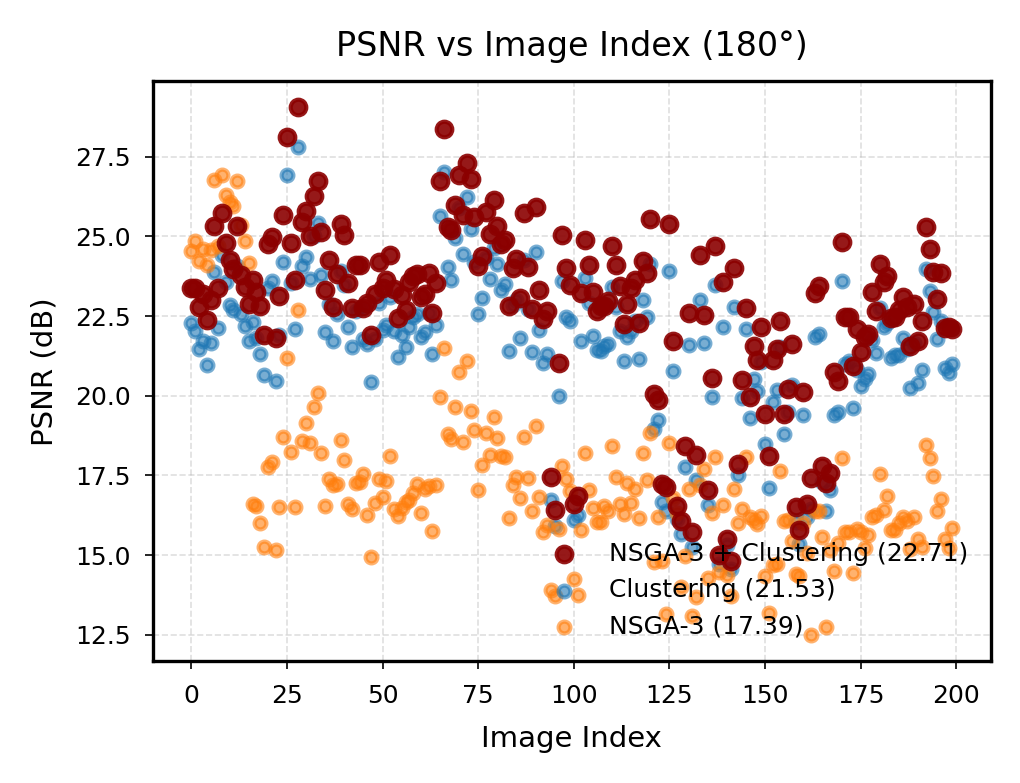 PSNR vs Image Index (180°)
PSNR (dB)
27.5
25.0
22.5
20.0
17.5
15.0
12.5
NSGA-3 + Clustering (22.71)
Clustering (21.53)
NSGA-3 (17.39)
0 25 50 75 100 125 150 175 200
Image Index